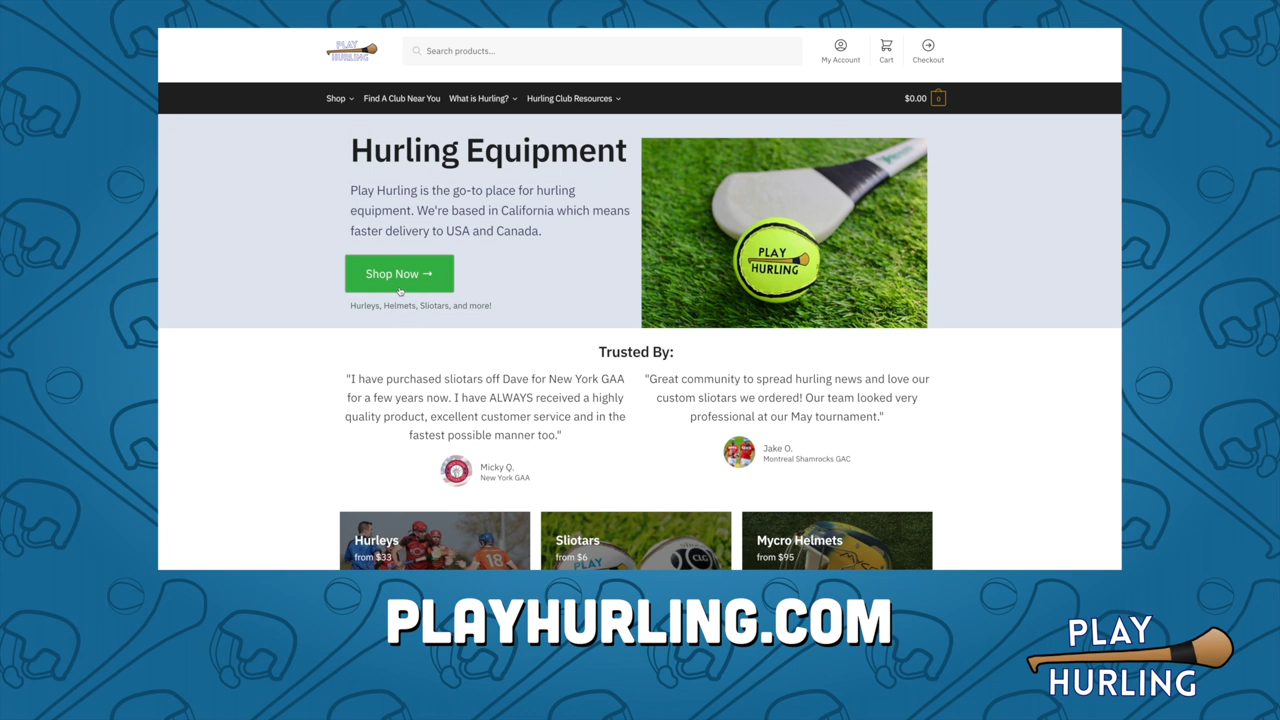 PLAY
HURLING
Search products...
My Account
Cart
Checkout
Shop
Find A Club Near You
What is Hurling?
Hurling Club Resources
$0.00
0
Hurling Equipment
Play Hurling is the go-to place for hurling
equipment. We're based in California which means
faster delivery to USA and Canada.
Shop Now →
Hurleys, Helmets, Sliotars, and more!
PLAY
HURLING
Trusted By:
"I have purchased sliotars off Dave for New York GAA
for a few years now. I have ALWAYS received a highly
quality product, excellent customer service and in the
fastest possible manner too."
Micky Q.
New York GAA
"Great community to spread hurling news and love our
custom sliotars we ordered! Our team looked very
professional at our May tournament."
Jake O.
Montreal Shamrocks GAC
Hurleys
from $33
18
Sliotars
from $6
Mycro Helmets
from $95
PLAYHURLING.COM
PLAY
HURLING